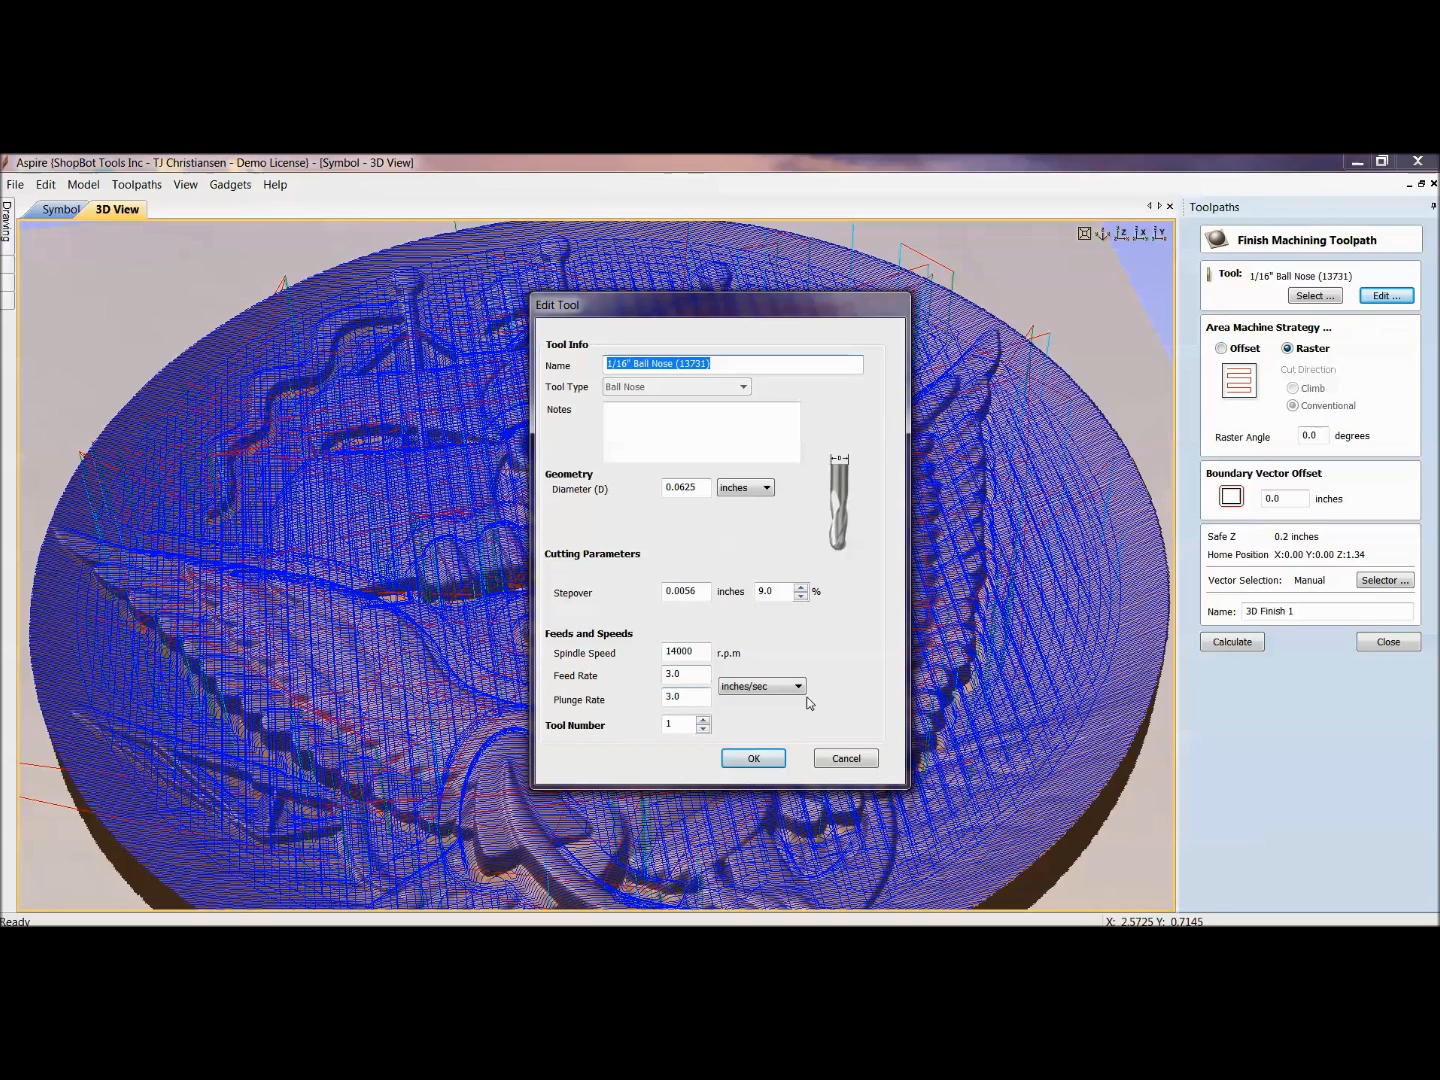 Aspire {ShopBot Tools Inc - TJ Christiansen - Demo License} - [Symbol - 3D View]
File Edit Model Toolpaths View Gadgets Help
Drawing
Symbol 3D View
Toolpaths
Finish Machining Toolpath
Tool: 1/16" Ball Nose (13731)
Select ... Edit ...
Area Machine Strategy ...
Offset Raster
Cut Direction
Climb
Conventional
Raster Angle 0.0 degrees
Boundary Vector Offset
0.0 inches
Safe Z 0.2 inches
Home Position X:0.00 Y:0.00 Z:1.34
Vector Selection: Manual Selector ...
Name: 3D Finish 1
Calculate Close
Edit Tool
Tool Info
Name 1/16" Ball Nose (13731)
Tool Type Ball Nose
Notes
Geometry
Diameter (D) 0.0625 inches
D
Cutting Parameters
Stepover 0.0056 inches 9.0 %
Feeds and Speeds
Spindle Speed 14000 r.p.m
Feed Rate 3.0
inches/sec
Plunge Rate 3.0
Tool Number 1
OK Cancel
Ready
X: 2.5725 Y: 0.7145